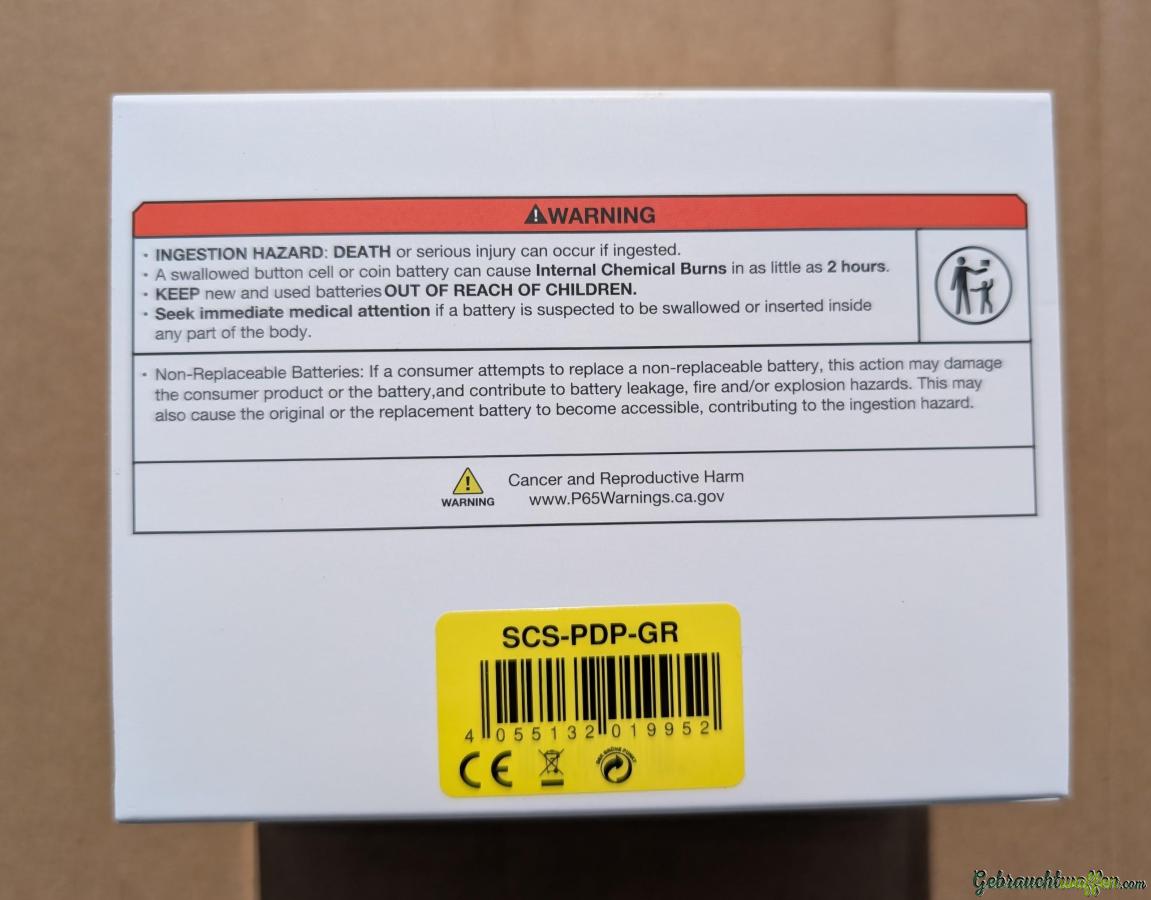 ⚠WARNING
• INGESTION HAZARD: DEATH or serious injury can occur if ingested.
• A swallowed button cell or coin battery can cause Internal Chemical Burns in as little as 2 hours.
• KEEP new and used batteries OUT OF REACH OF CHILDREN.
• Seek immediate medical attention if a battery is suspected to be swallowed or inserted inside
any part of the body.
• Non-Replaceable Batteries: If a consumer attempts to replace a non-replaceable battery, this action may damage
the consumer product or the battery,and contribute to battery leakage, fire and/or explosion hazards. This may
also cause the original or the replacement battery to become accessible, contributing to the ingestion hazard.
WARNING
Cancer and Reproductive Harm
www.P65Warnings.ca.gov
SCS-PDP-GR
4 055132 019952
CE
DER GRÜNE PUNKT
Gebrauchtwaffen.com